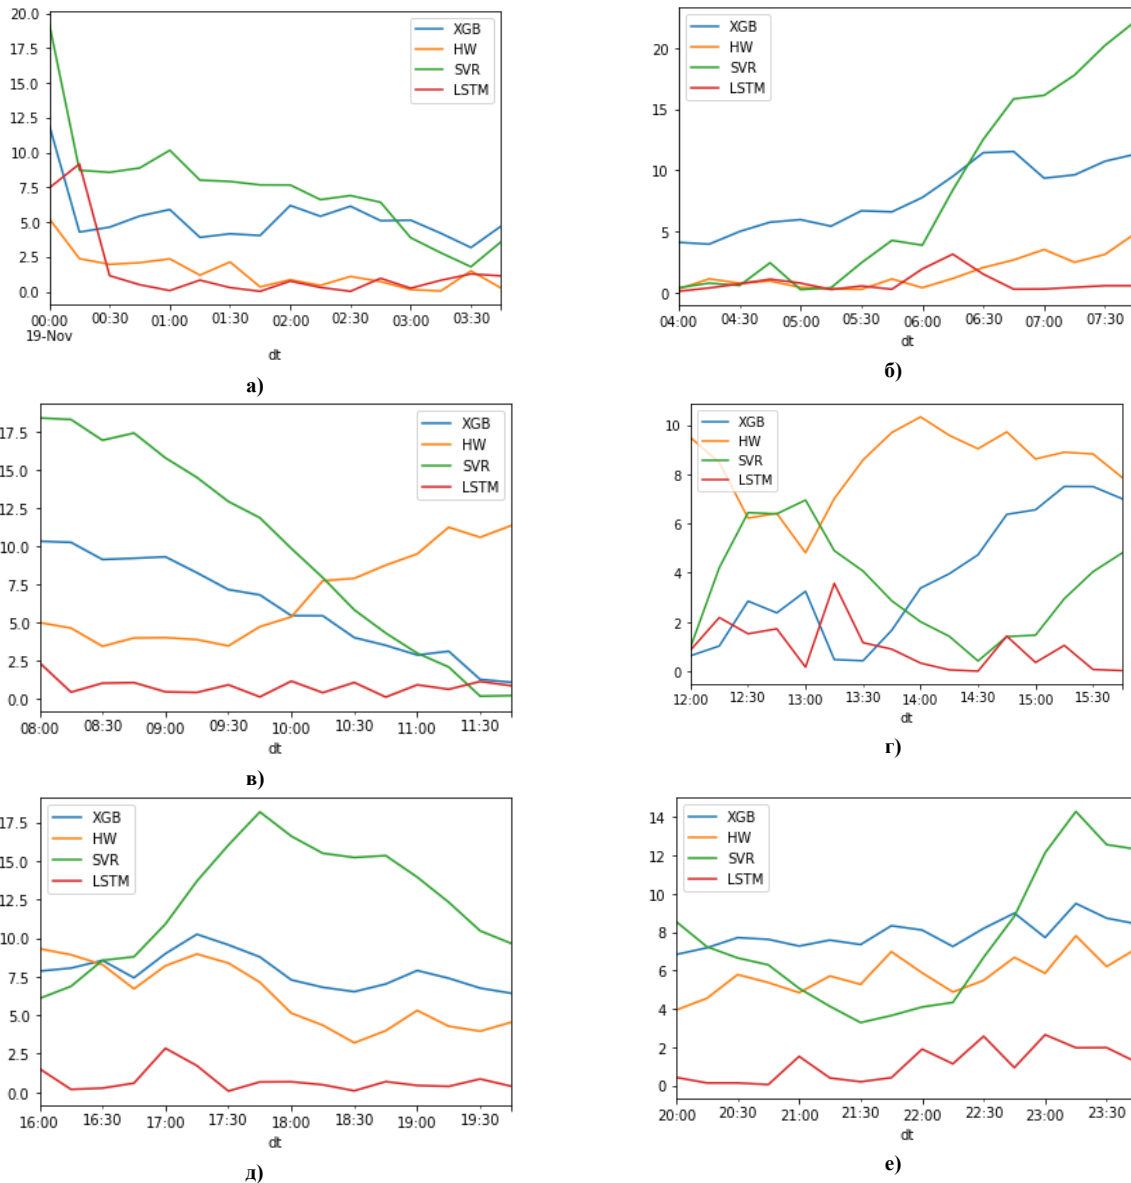 20.0
17.5
15.0
12.5
10.0
7.5
5.0
2.5
0.0
XGB
HW
SVR
LSTM
00:00 00:30 01:00 01:30 02:00 02:30 03:00 03:30
19-Nov
dt
а)
20
15
10
5
0
XGB
HW
SVR
LSTM
04:00 04:30 05:00 05:30 06:00 06:30 07:00 07:30
dt
б)
17.5
15.0
12.5
10.0
7.5
5.0
2.5
0.0
XGB
HW
SVR
LSTM
08:00 08:30 09:00 09:30 10:00 10:30 11:00 11:30
dt
в)
10
8
6
4
2
0
XGB
HW
SVR
LSTM
12:00 12:30 13:00 13:30 14:00 14:30 15:00 15:30
dt
г)
17.5
15.0
12.5
10.0
7.5
5.0
2.5
0.0
XGB
HW
SVR
LSTM
16:00 16:30 17:00 17:30 18:00 18:30 19:00 19:30
dt
д)
14
12
10
8
6
4
2
0
XGB
HW
SVR
LSTM
20:00 20:30 21:00 21:30 22:00 22:30 23:00 23:30
dt
е)